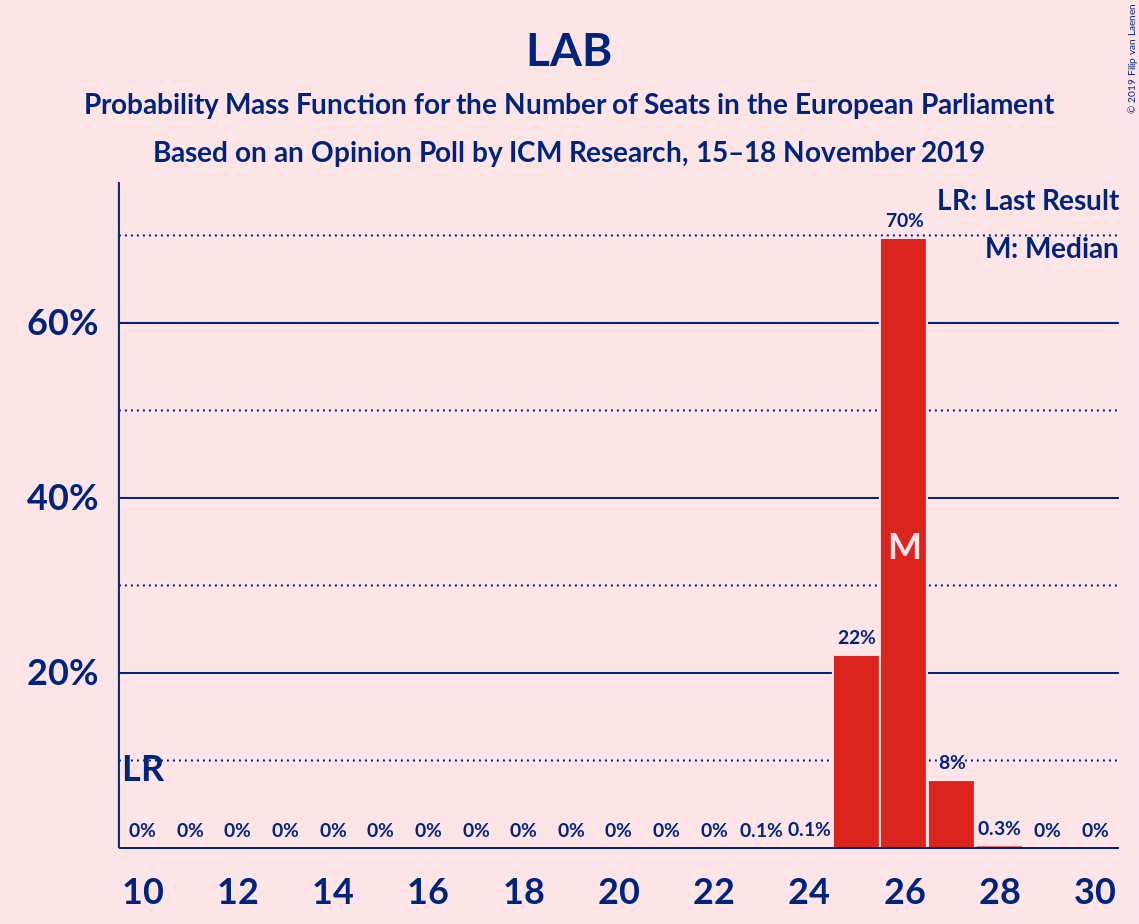 LAB
Probability Mass Function for the Number of Seats in the European Parliament
Based on an Opinion Poll by ICM Research, 15–18 November 2019
© 2019 Filip van Laenen
LR: Last Result
M: Median
70%
60%
40%
M
22%
20%
LR
8%
0% 0% 0% 0% 0% 0% 0% 0% 0% 0% 0% 0% 0% 0.1% 0.1% 0.3% 0% 0%
10 12 14 16 18 20 22 24 26 28 30